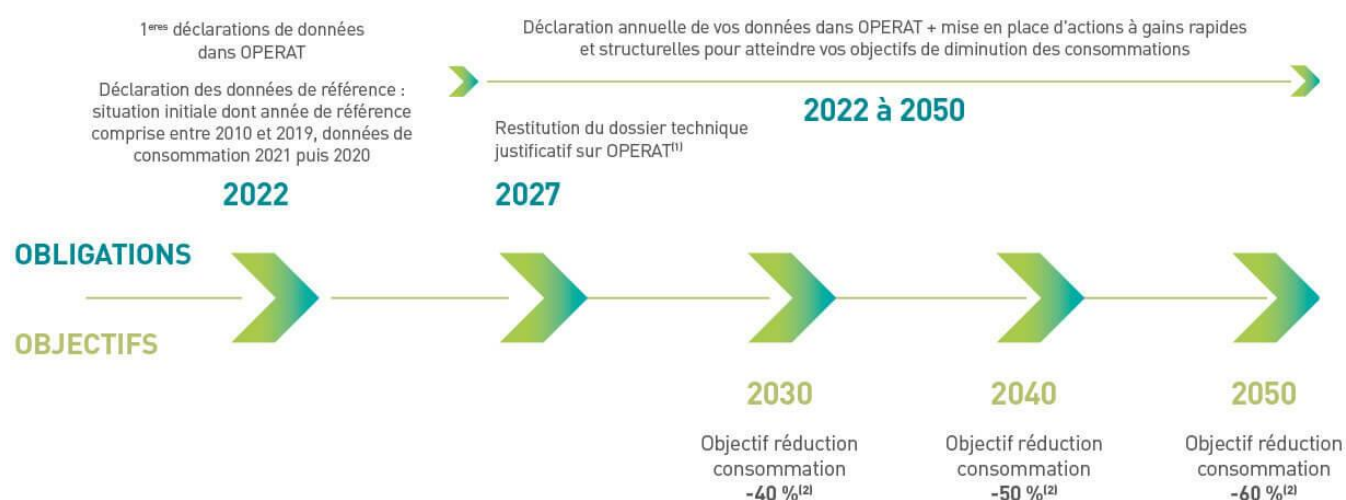 1eres déclarations de données
dans OPERAT
Déclaration des données de référence :
situation initiale dont année de référence
comprise entre 2010 et 2019, données de
consommation 2021 puis 2020
2022
Déclaration annuelle de vos données dans OPERAT + mise en place d'actions à gains rapides
et structurelles pour atteindre vos objectifs de diminution des consommations
2022 à 2050
Restitution du dossier technique
justificatif sur OPERAT(1)
2027
OBLIGATIONS
OBJECTIFS
2030
Objectif réduction
consommation
-40 %(2)
2040
Objectif réduction
consommation
-50 %(2)
2050
Objectif réduction
consommation
-60 %(2)